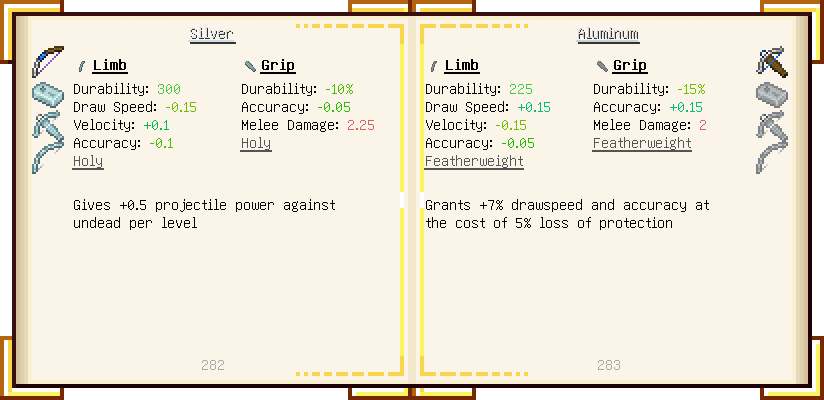 Silver
Limb
Durability: 300
Draw Speed: -0.15
Velocity: +0.1
Accuracy: -0.1
Holy
Grip
Durability: -10%
Accuracy: -0.05
Melee Damage: 2.25
Holy
Gives +0.5 projectile power against
undead per level
282
Aluminum
Limb
Durability: 225
Draw Speed: +0.15
Velocity: -0.15
Accuracy: -0.05
Featherweight
Grip
Durability: -15%
Accuracy: +0.15
Melee Damage: 2
Featherweight
Grants +7% drawspeed and accuracy at
the cost of 5% loss of protection
283